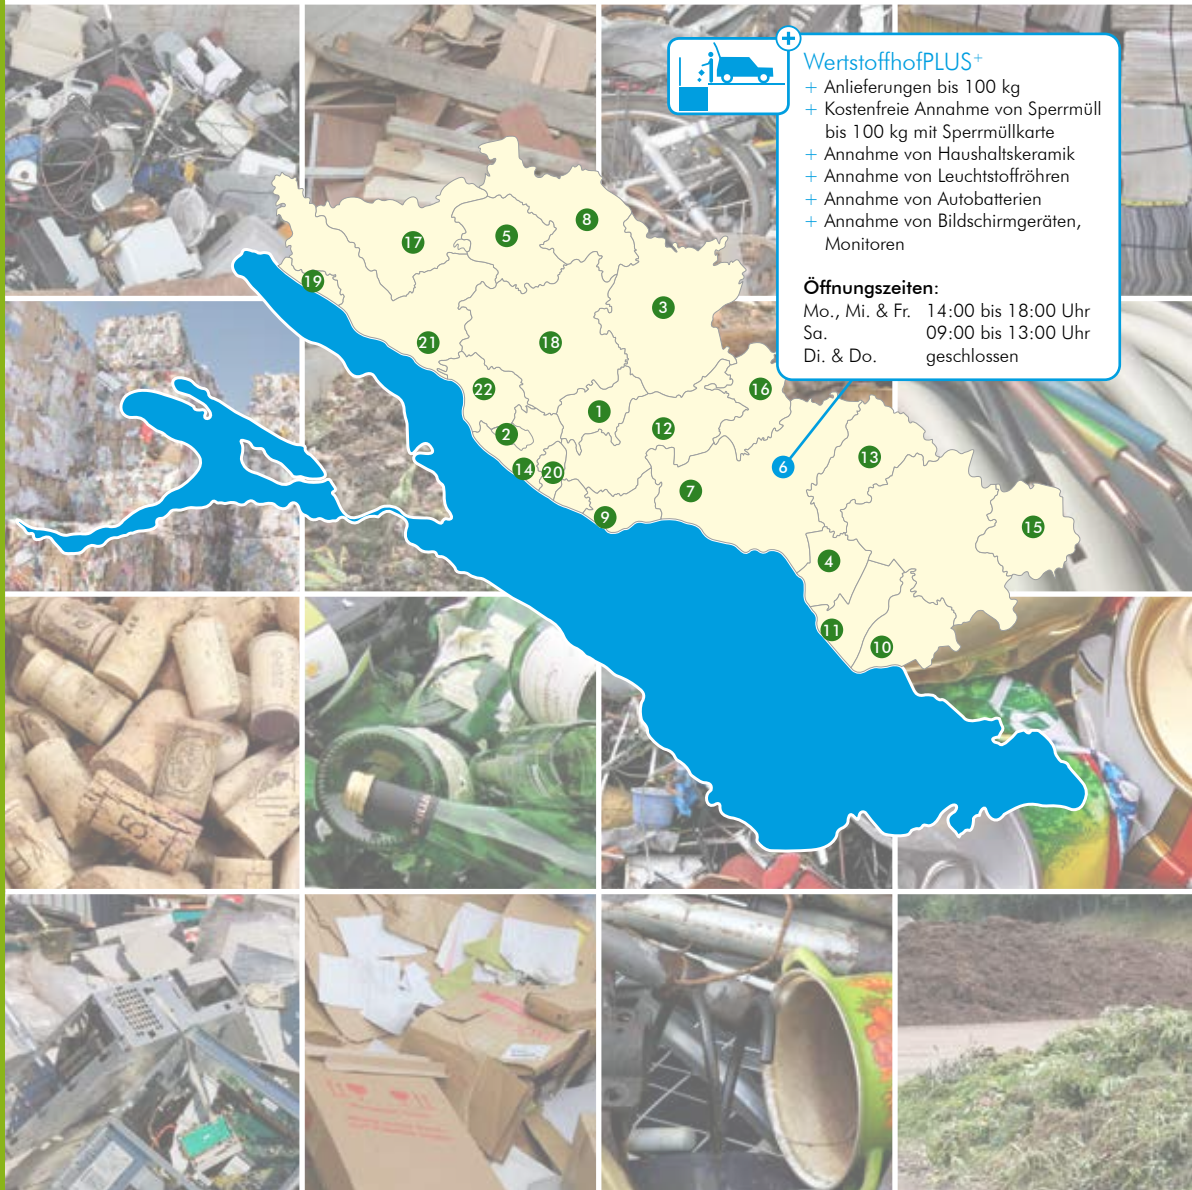 WertstoffhofPLUS+
+ Anlieferungen bis 100 kg
+ Kostenfreie Annahme von Sperrmüll
bis 100 kg mit Sperrmüllkarte
+ Annahme von Haushaltskeramik
+ Annahme von Leuchtstoffröhren
+ Annahme von Autobatterien
+ Annahme von Bildschirmgeräten,
Monitoren
Öffnungszeiten:
Mo., Mi. & Fr. 14:00 bis 18:00 Uhr
Sa. 09:00 bis 13:00 Uhr
Di. & Do. geschlossen
8
5
17
19
3
21
18
22
16
1
12
2
13
14
20
6
7
9
15
4
11
10